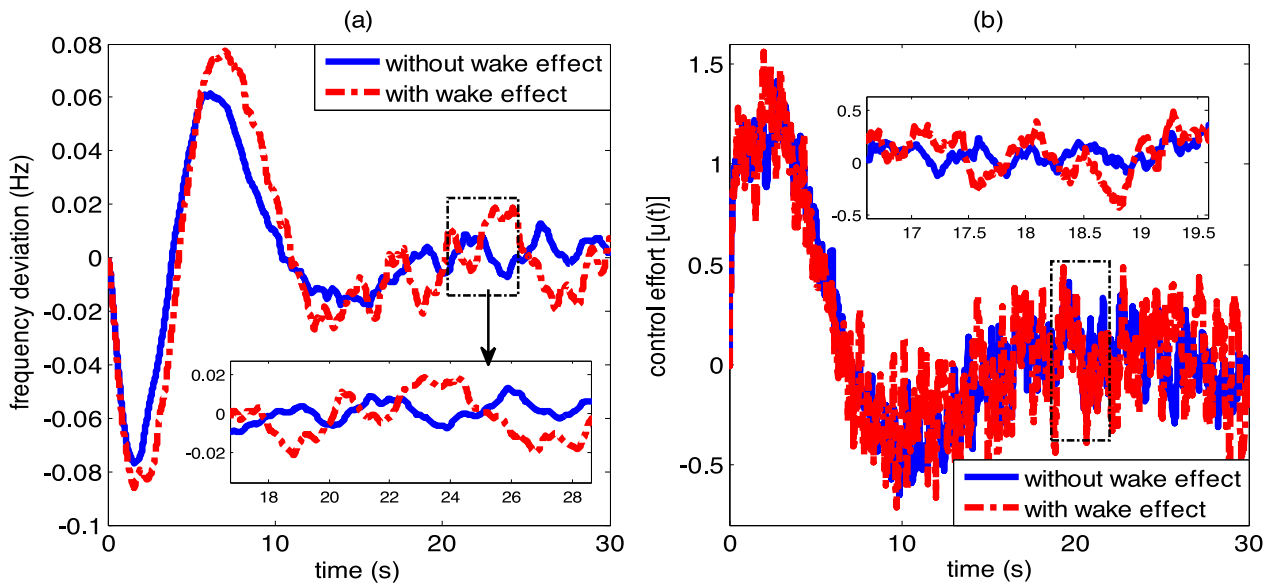 (a)
0.08
0.06
0.04
0.02
0
-0.02
-0.04
-0.06
-0.08
-0.1
frequency deviation (Hz)
without wake effect
with wake effect
0.02
0
-0.02
18 20 22 24 26 28
0 10 20 30
time (s)
(b)
1.5
1
0.5
0
-0.5
control effort [u(t)]
0.5
0
-0.5
17 17.5 18 18.5 19 19.5
without wake effect
with wake effect
0 10 20 30
time (s)